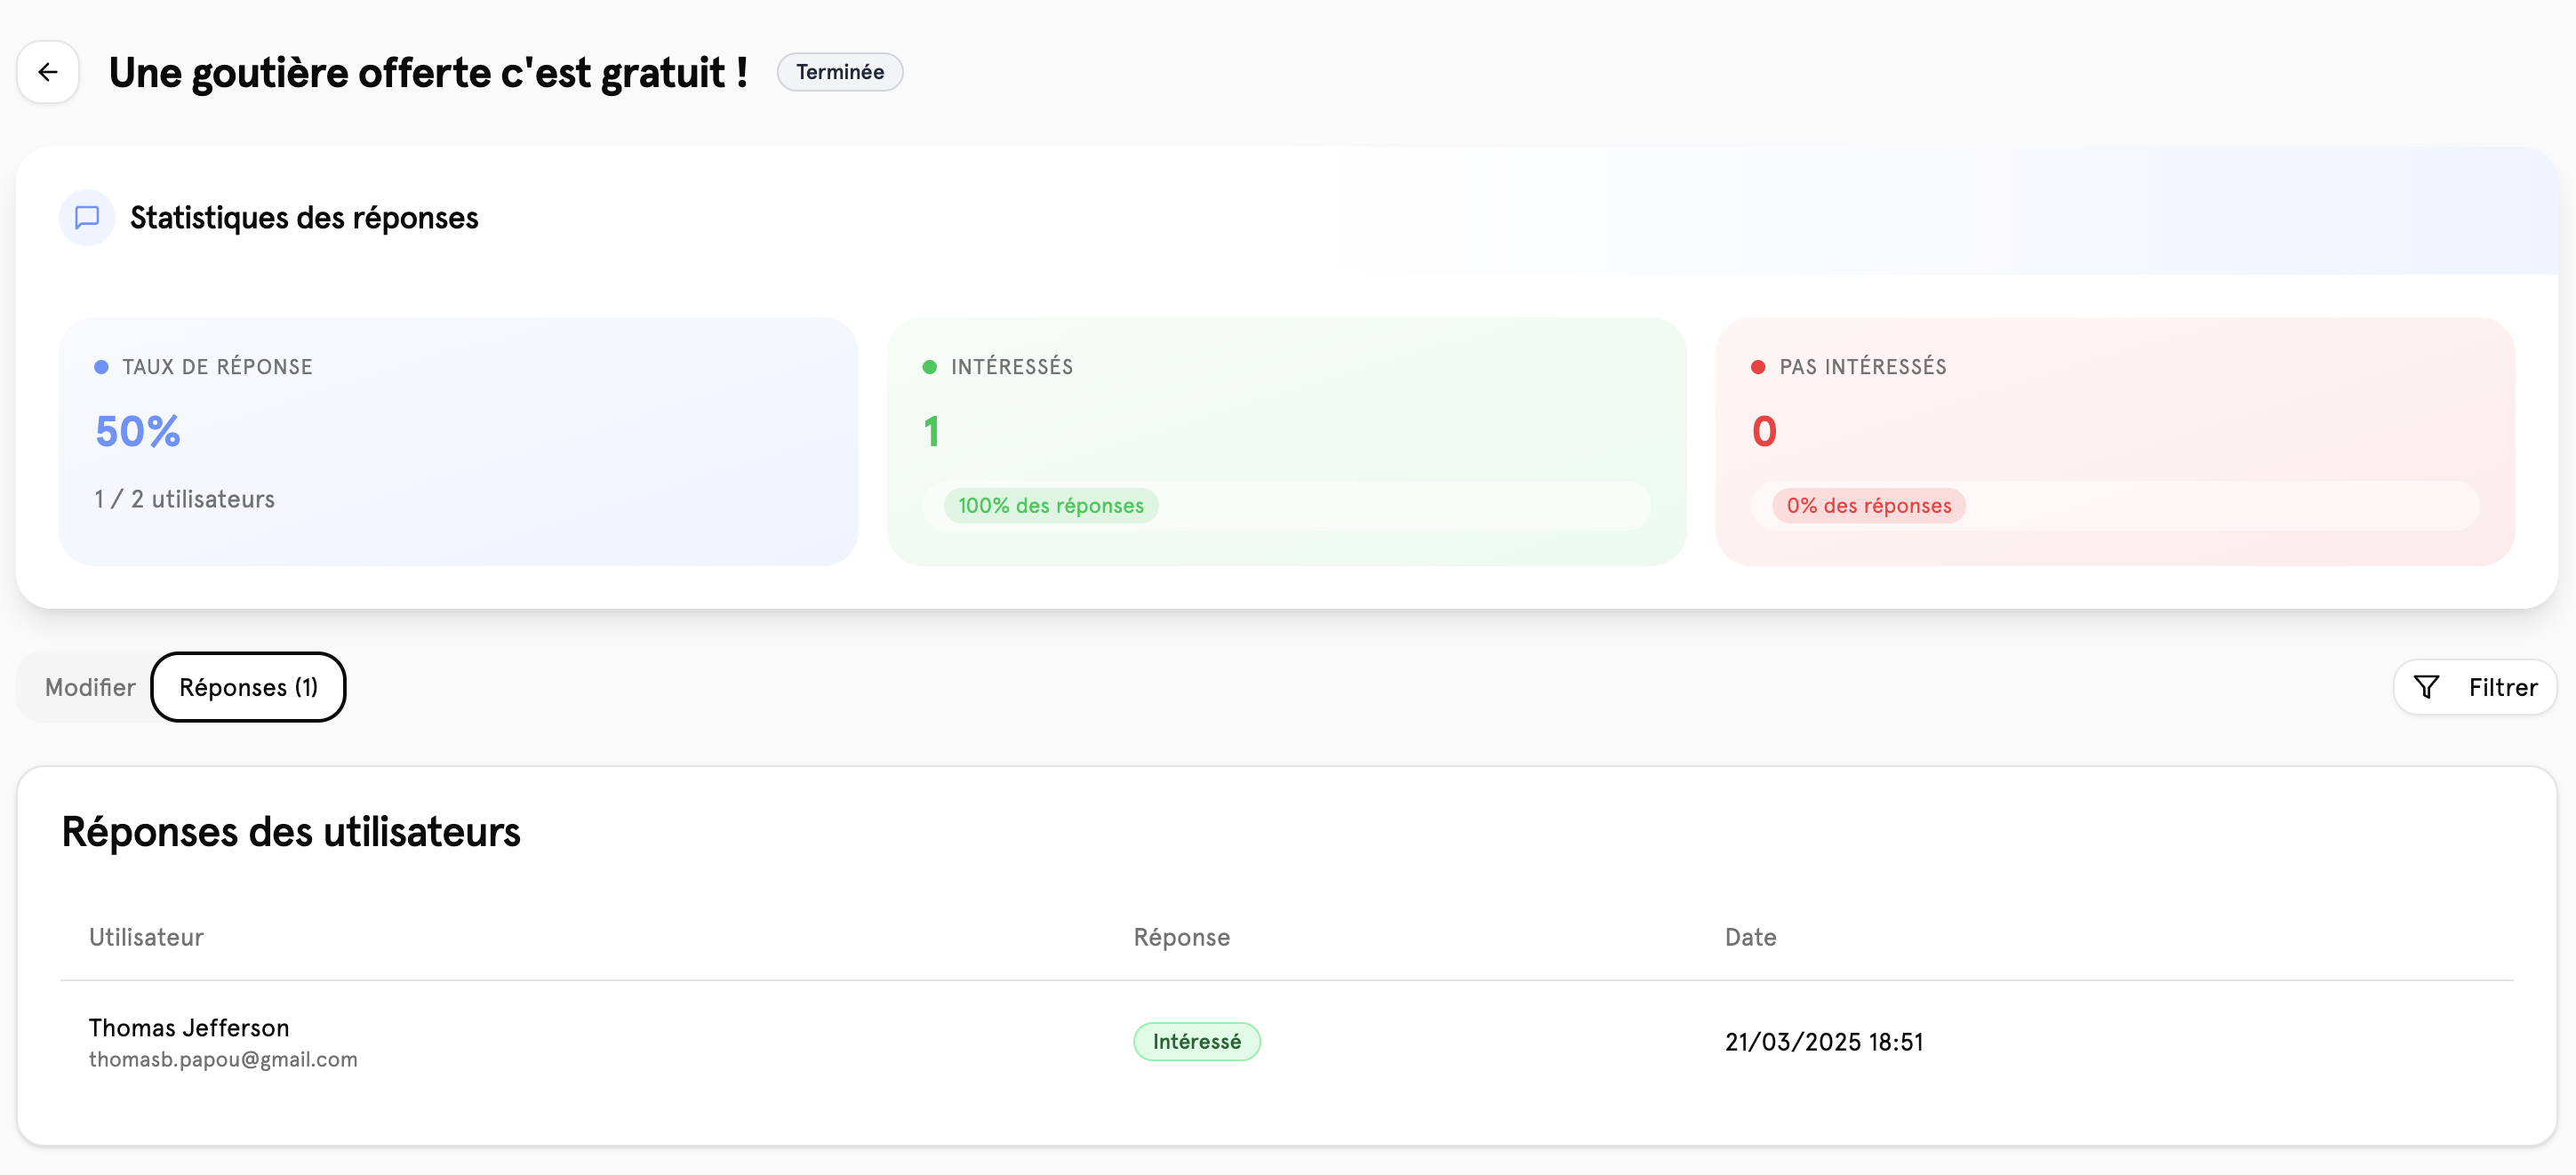 Une goutière offerte c'est gratuit !
Terminée
Statistiques des réponses
TAUX DE RÉPONSE
50%
1 / 2 utilisateurs
INTÉRESSÉS
1
100% des réponses
PAS INTÉRESSÉS
0
0% des réponses
Modifier
Réponses (1)
Filtrer
Réponses des utilisateurs
Utilisateur
Réponse
Date
Thomas Jefferson
thomasb.papou@gmail.com
Intéressé
21/03/2025 18:51